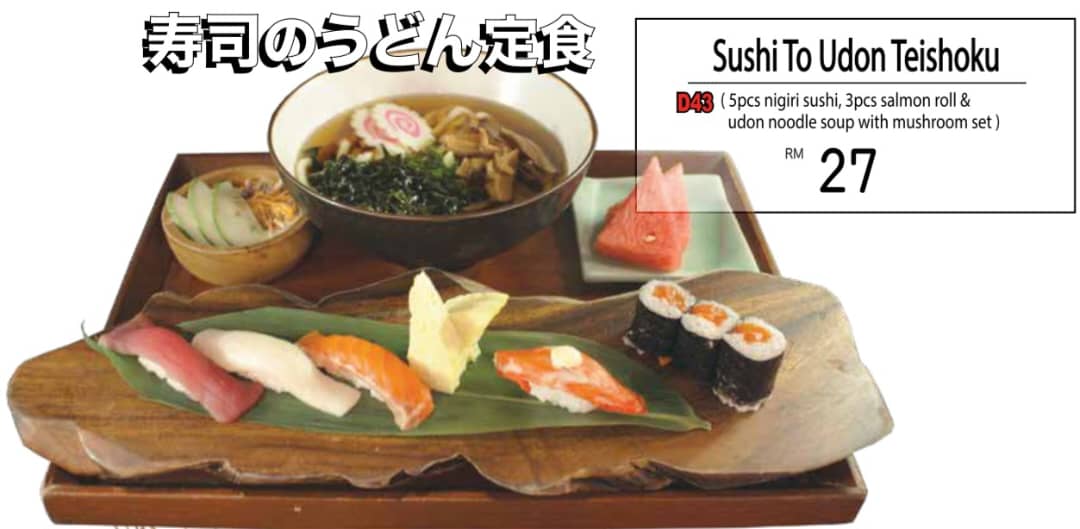 寿司のうどん定食
Sushi To Udon Teishoku
D43 ( 5pcs nigiri sushi, 3pcs salmon roll &
udon noodle soup with mushroom set )
RM 27